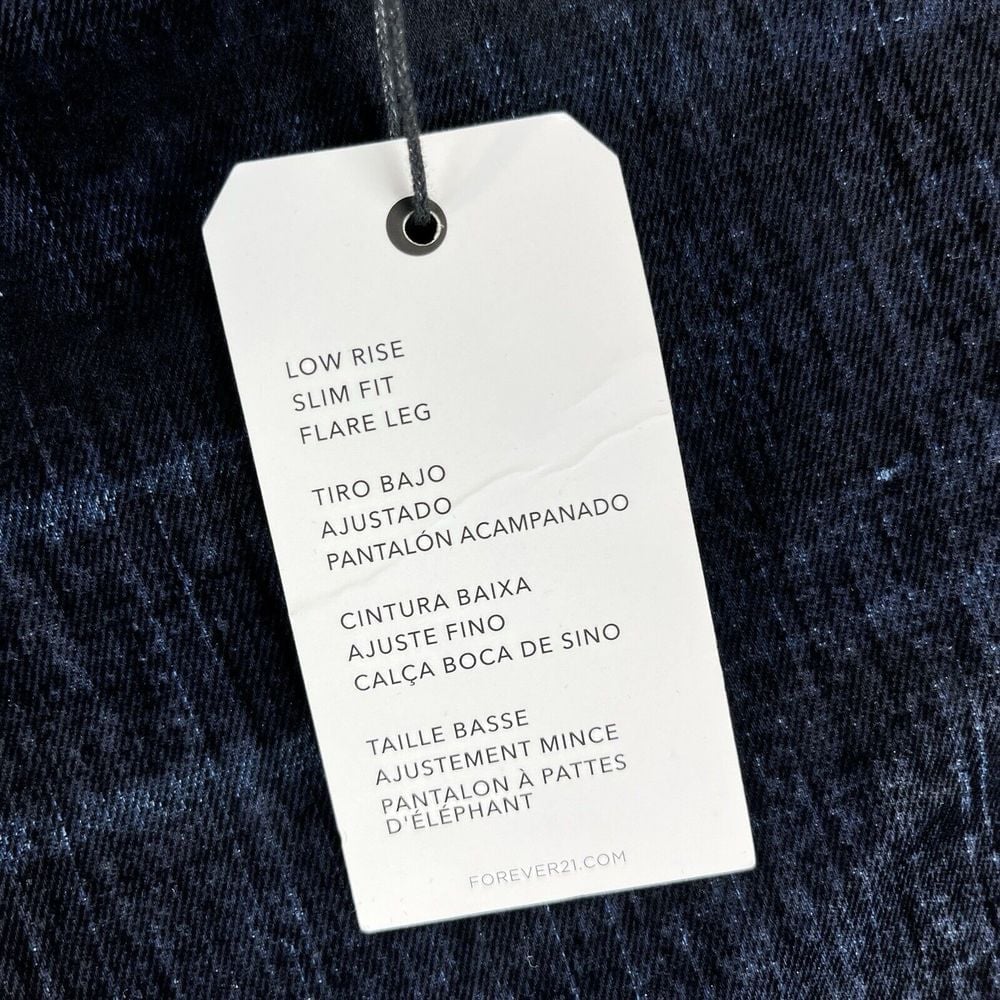 LOW RISE
SLIM FIT
FLARE LEG
TIRO BAJO
AJUSTADO
PANTALÓN ACAMPANADO
CINTURA BAIXA
AJUSTE FINO
CALÇA BOCA DE SINO
TAILLE BASSE
AJUSTEMENT MINCE
PANTALON À PATTES
D'ÉLÉPHANT
FOREVER21.COM